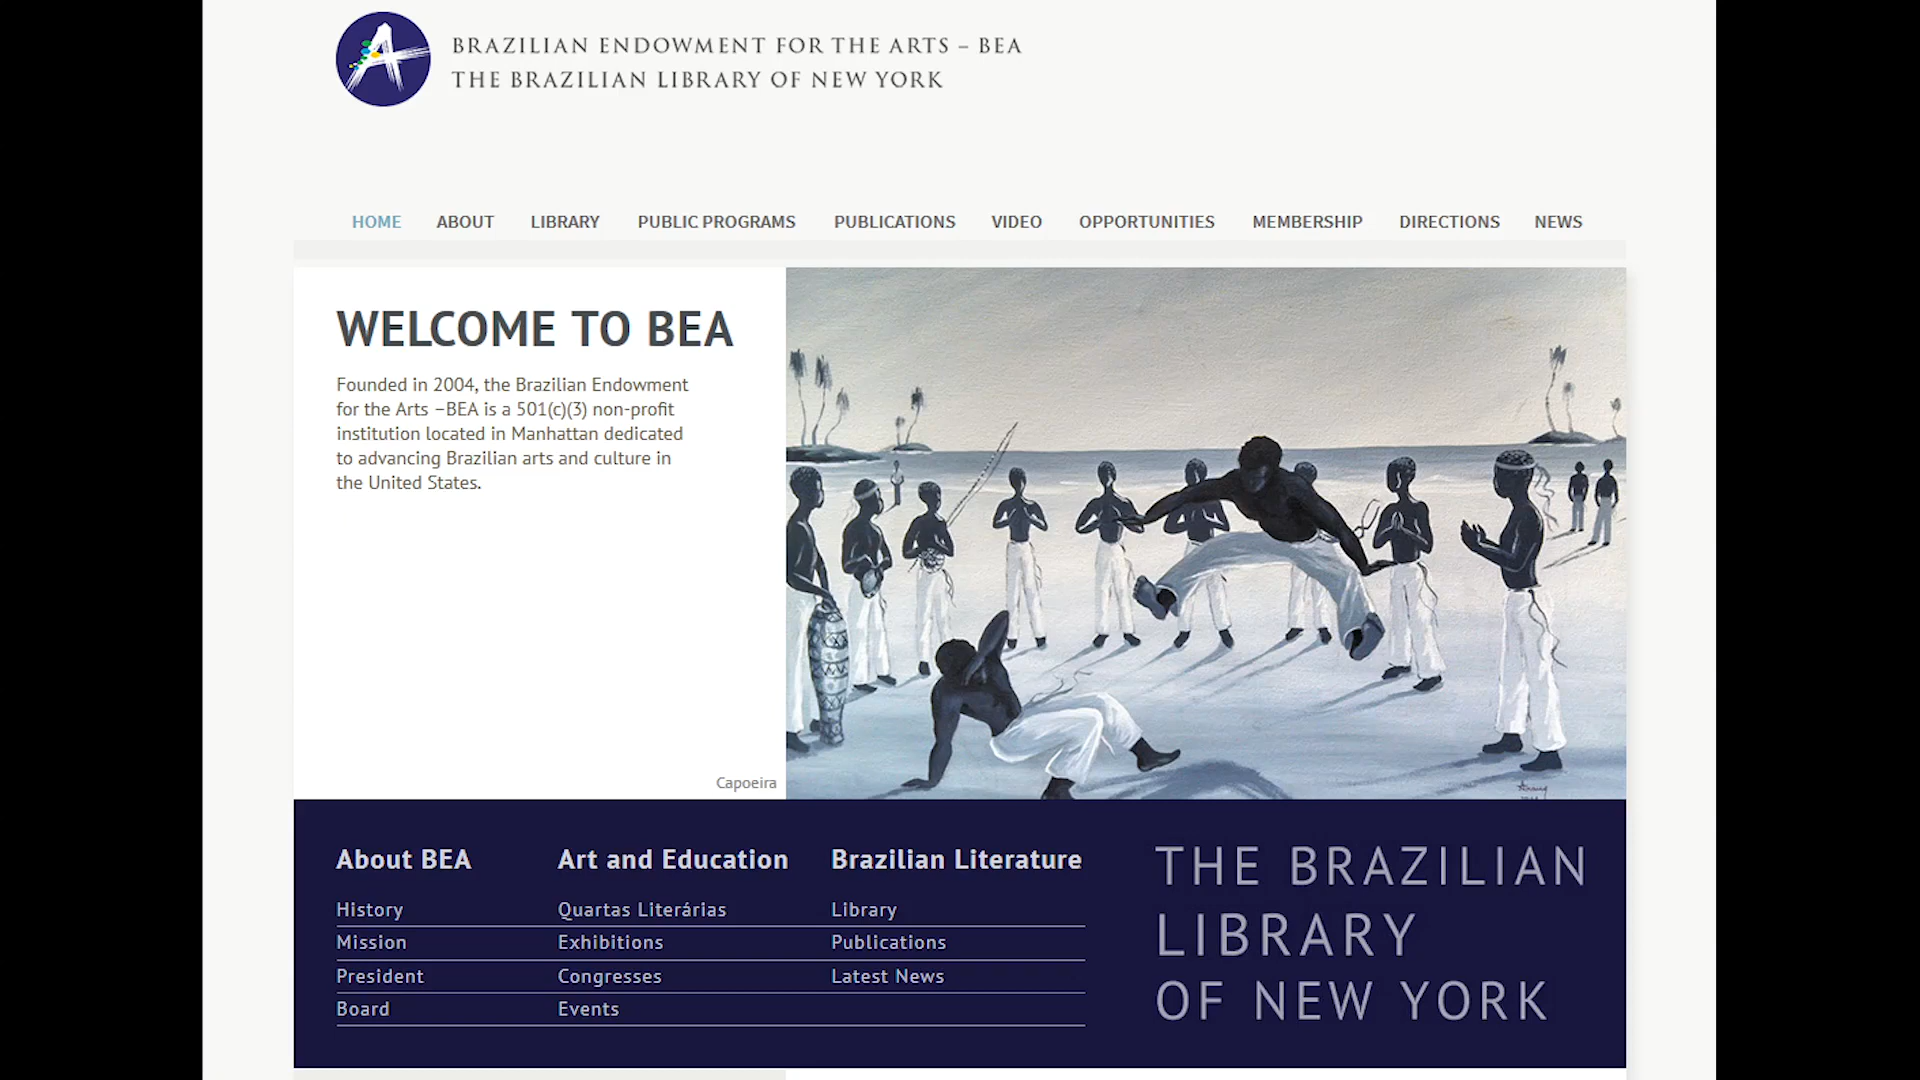 BRAZILIAN ENDOWMENT FOR THE ARTS – BEA
THE BRAZILIAN LIBRARY OF NEW YORK
HOME ABOUT LIBRARY PUBLIC PROGRAMS PUBLICATIONS VIDEO OPPORTUNITIES MEMBERSHIP DIRECTIONS NEWS
WELCOME TO BEA
Founded in 2004, the Brazilian Endowment
for the Arts –BEA is a 501(c)(3) non-profit
institution located in Manhattan dedicated
to advancing Brazilian arts and culture in
the United States.
Capoeira
About BEA
History
Mission
President
Board
Art and Education
Quartas Literárias
Exhibitions
Congresses
Events
Brazilian Literature
Library
Publications
Latest News
THE BRAZILIAN
LIBRARY
OF NEW YORK